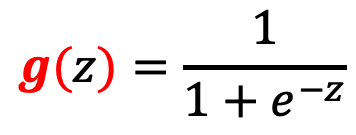 g(z) = 1 / (1 + e^{-z})